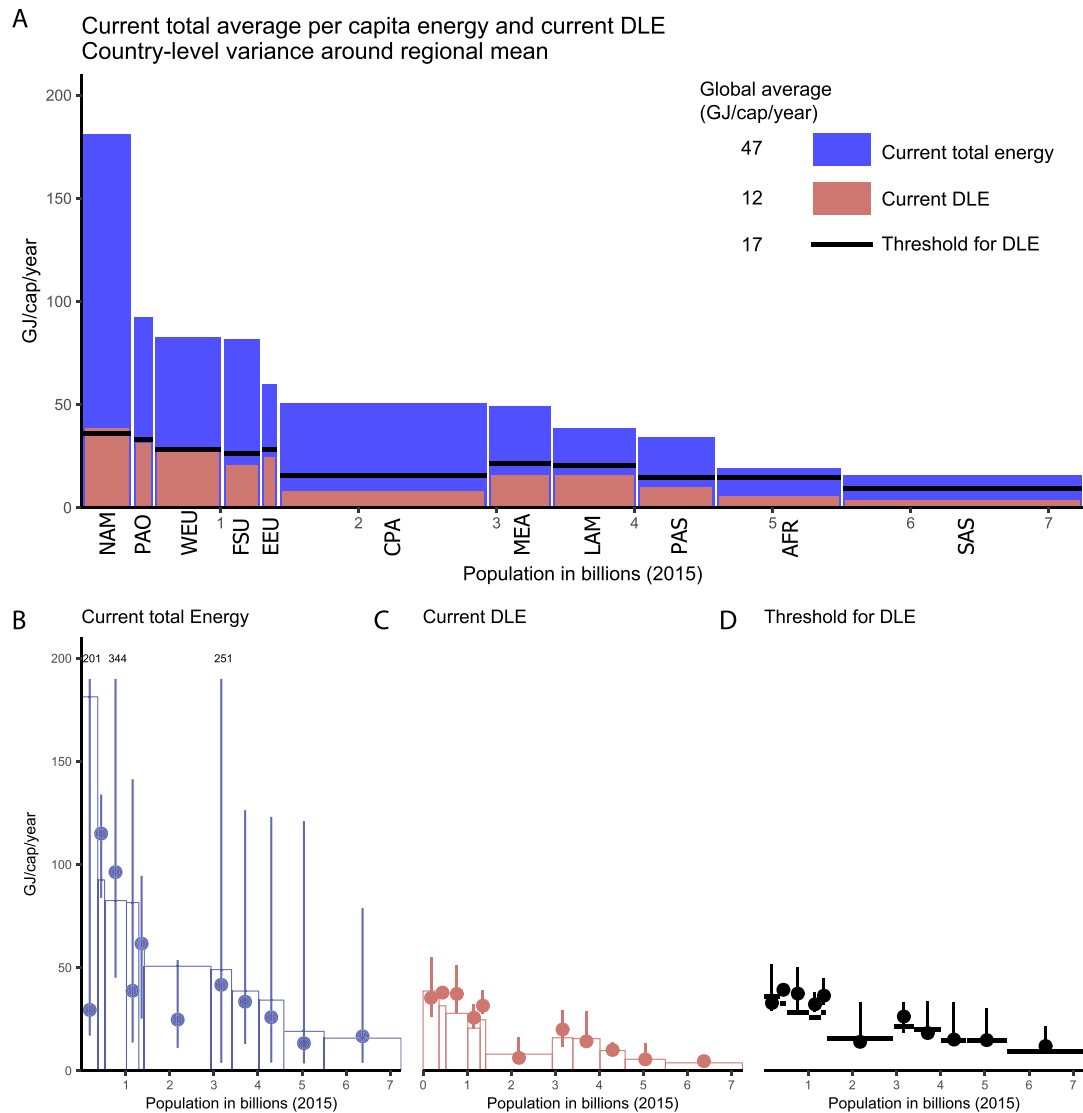 A
Current total average per capita energy and current DLE
Country-level variance around regional mean
Global average
(GJ/cap/year)
47 Current total energy
12 Current DLE
17 Threshold for DLE
GJ/cap/year
200
150
100
50
0
1 2 3 4 5 6 7
NAM PAO WEU FSU EEU CPA MEA LAM PAS AFR SAS
Population in billions (2015)
B Current total Energy
GJ/cap/year
200
150
100
50
0
201 344 251
1 2 3 4 5 6 7
Population in billions (2015)
C Current DLE
0 1 2 3 4 5 6 7
Population in billions (2015)
D Threshold for DLE
1 2 3 4 5 6 7
Population in billions (2015)